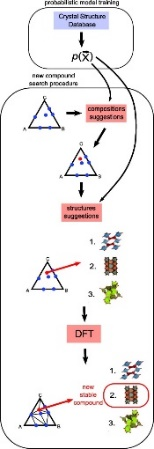 probabilistic model training
Crystal Structure
Database
p(x̄)
new compound
search procedure
C
A
B
compositions
suggestions
A
B
structures
suggestions
C
1.
2.
A
B
3.
DFT
1.
new
stable
compound
2.
C
A
B
3.